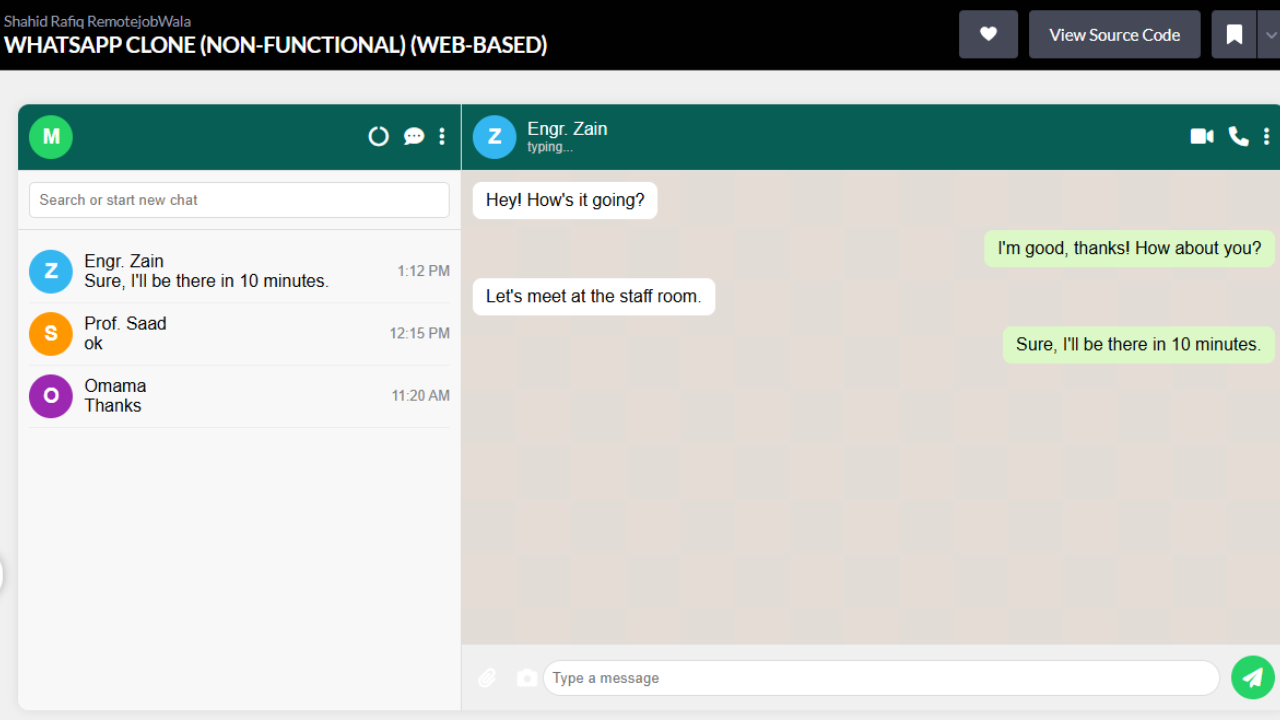 Shahid Rafiq RemotejobWala
WHATSAPP CLONE (NON-FUNCTIONAL) (WEB-BASED)
View Source Code
M
Search or start new chat
Z
Engr. Zain
Sure, I'll be there in 10 minutes.
1:12 PM
S
Prof. Saad
ok
12:15 PM
O
Omama
Thanks
11:20 AM
Z
Engr. Zain
typing...
Hey! How's it going?
I'm good, thanks! How about you?
Let's meet at the staff room.
Sure, I'll be there in 10 minutes.
Type a message